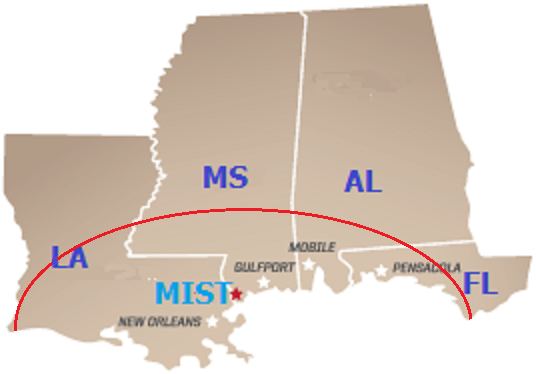 MS
AL
MOBILE
LA
GULFPORT
PENSACOLA
FL
MIST
NEW ORLEANS